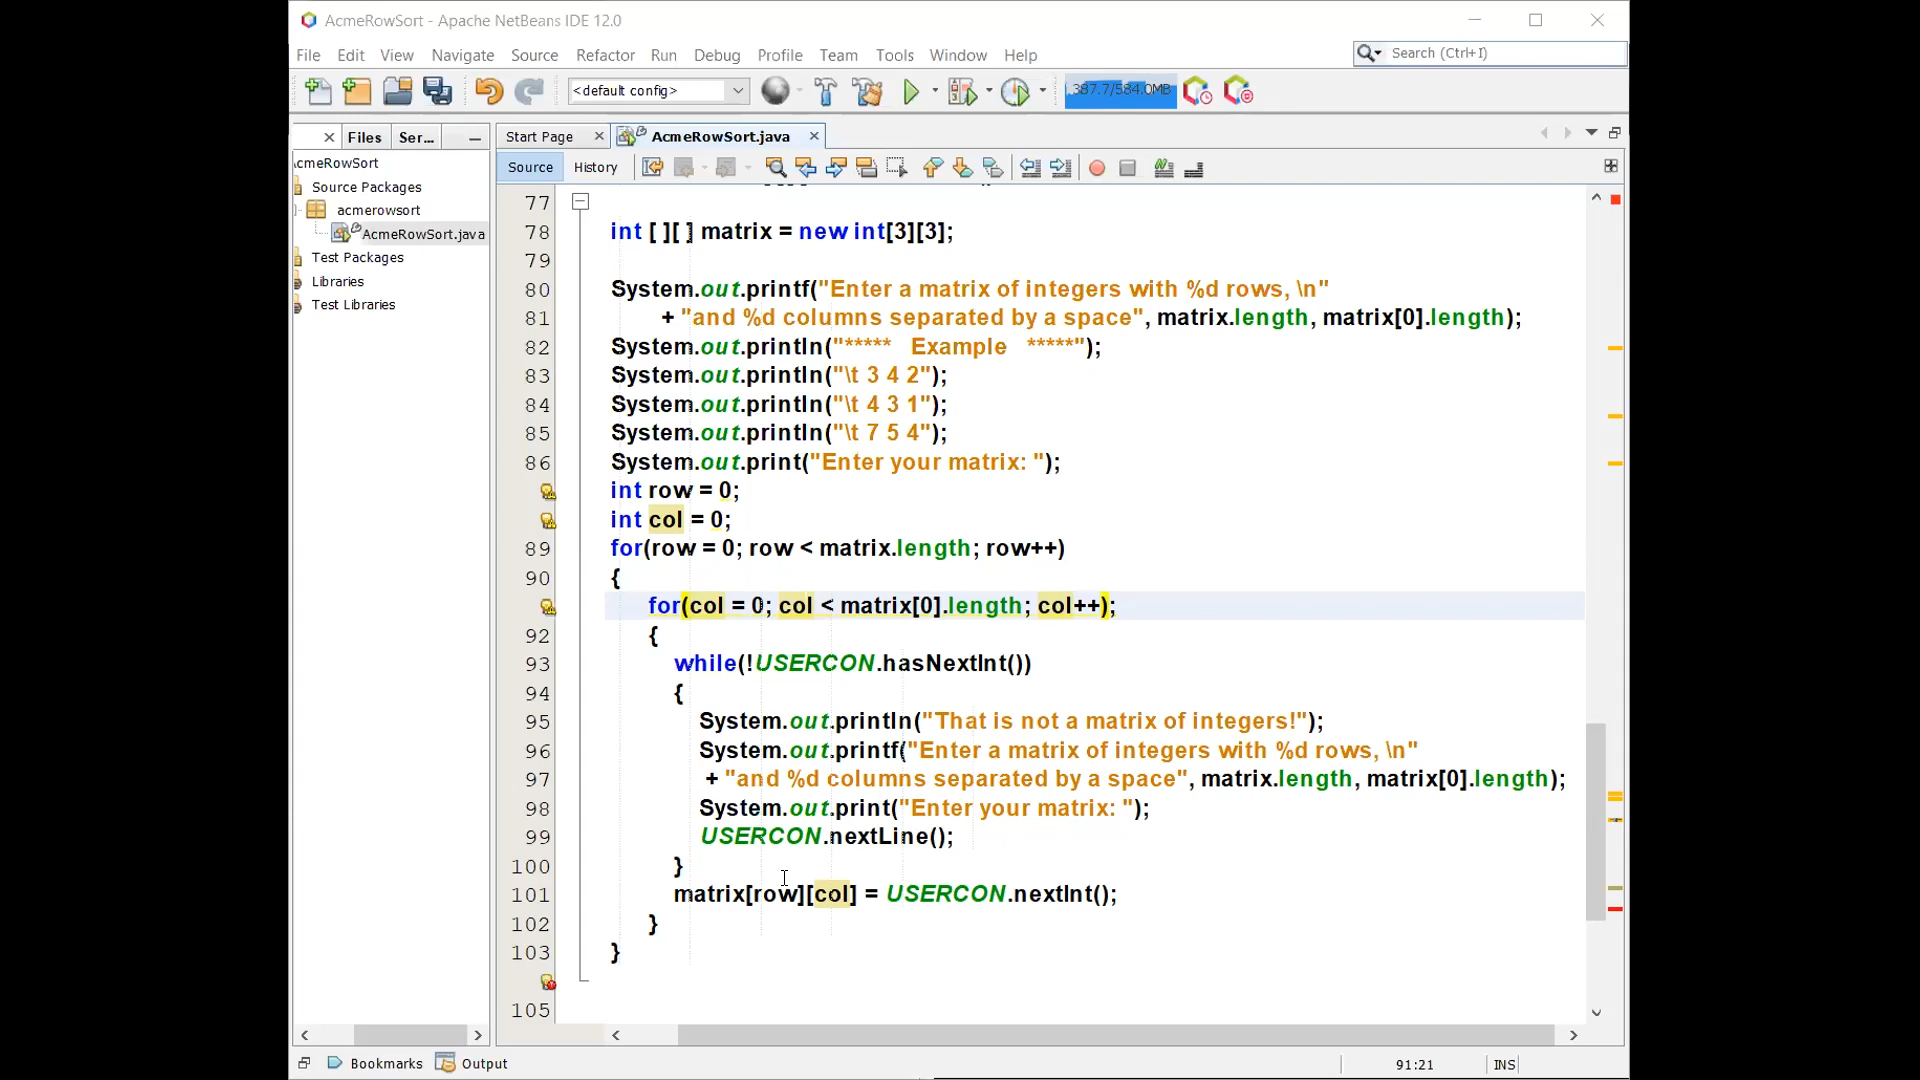 AcmeRowSort - Apache NetBeans IDE 12.0
File Edit View Navigate Source Refactor Run Debug Profile Team Tools Window Help
Search (Ctrl+I)
<default config>
387.7/584.0MB
Files Ser...
Start Page AcmeRowSort.java
Source History
cmeRowSort
Source Packages
acmerowsort
AcmeRowSort.java
Test Packages
Libraries
Test Libraries
77
78 int [ ][ ] matrix = new int[3][3];
79
80 System.out.printf("Enter a matrix of integers with %d rows, \n"
81 + "and %d columns separated by a space", matrix.length, matrix[0].length);
82 System.out.println("***** Example *****");
83 System.out.println("\t 3 4 2");
84 System.out.println("\t 4 3 1");
85 System.out.println("\t 7 5 4");
86 System.out.print("Enter your matrix: ");
int row = 0;
int col = 0;
89 for(row = 0; row < matrix.length; row++)
90 {
for(col = 0; col < matrix[0].length; col++);
92 {
93 while(!USERCON.hasNextInt())
94 {
95 System.out.println("That is not a matrix of integers!");
96 System.out.printf("Enter a matrix of integers with %d rows, \n"
97 + "and %d columns separated by a space", matrix.length, matrix[0].length);
98 System.out.print("Enter your matrix: ");
99 USERCON.nextLine();
100 }
101 matrix[row][col] = USERCON.nextInt();
102 }
103 }
105
Bookmarks Output
91:21 INS